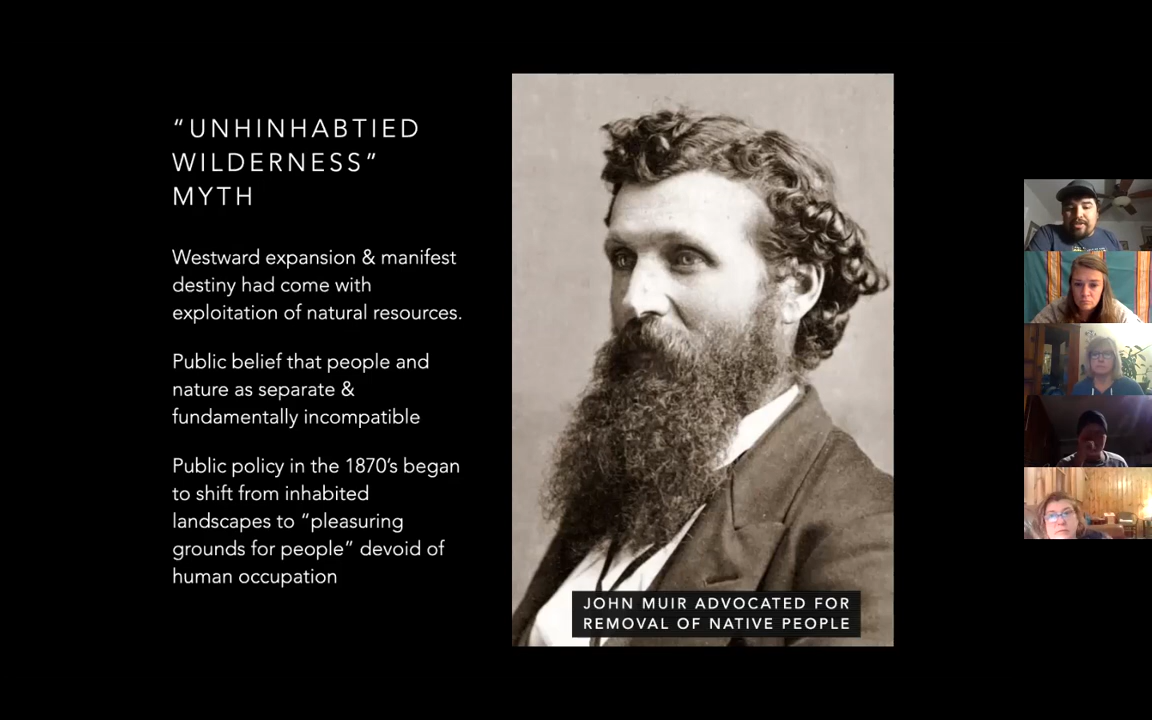 “UNHINHABTIED
WILDERNESS”
MYTH
Westward expansion & manifest
destiny had come with
exploitation of natural resources.
Public belief that people and
nature as separate &
fundamentally incompatible
Public policy in the 1870’s began
to shift from inhabited
landscapes to “pleasuring
grounds for people” devoid of
human occupation
JOHN MUIR ADVOCATED FOR
REMOVAL OF NATIVE PEOPLE